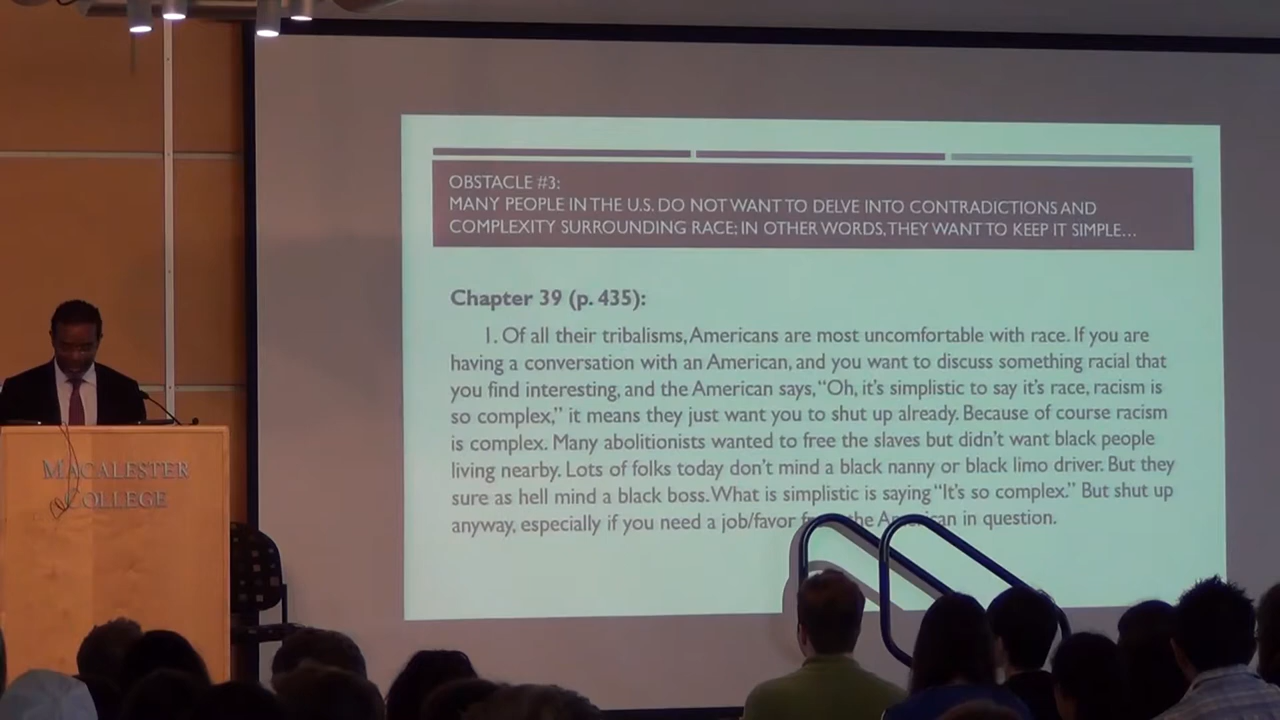 MACALESTER
COLLEGE
OBSTACLE #3:
MANY PEOPLE IN THE U.S. DO NOT WANT TO DELVE INTO CONTRADICTIONS AND
COMPLEXITY SURROUNDING RACE; IN OTHER WORDS, THEY WANT TO KEEP IT SIMPLE...
Chapter 39 (p. 435):
1. Of all their tribalisms, Americans are most uncomfortable with race. If you are
having a conversation with an American, and you want to discuss something racial that
you find interesting, and the American says, “Oh, it’s simplistic to say it’s race, racism is
so complex,” it means they just want you to shut up already. Because of course racism
is complex. Many abolitionists wanted to free the slaves but didn’t want black people
living nearby. Lots of folks today don’t mind a black nanny or black limo driver. But they
sure as hell mind a black boss. What is simplistic is saying “It’s so complex.” But shut up
anyway, especially if you need a job/favor the in question.